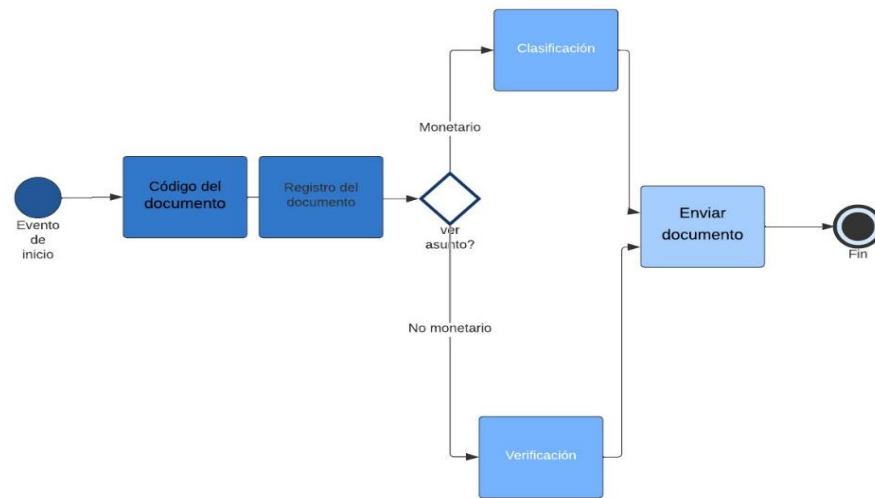 Clasificación
Monetario
Código del
documento
Registro del
documento
Evento
de
inicio
ver
asunto?
Enviar
documento
Fin
No monetario
Verificación